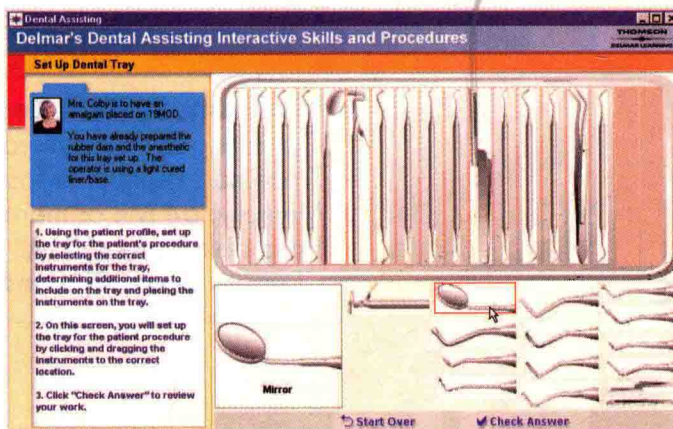 Dental Assisting
Delmar's Dental Assisting Interactive Skills and Procedures
THOMSON
DELMAR LEARNING
Set Up Dental Tray
Mrs. Colby is to have an
amalgam placed on 19MOD.
You have already prepared the
rubber dam and the anesthetic
for this tray set up. The
operator is using a light cured
liner/base.
1. Using the patient profile, set up
the tray for the patient's procedure
by selecting the correct
instruments for the tray,
determining additional items to
include on the tray and placing the
instruments on the tray.
2. On this screen, you will set up
the tray for the patient procedure
by clicking and dragging the
instruments to the correct
location.
3. Click "Check Answer" to review
your work.
Mirror
Start Over
Check Answer